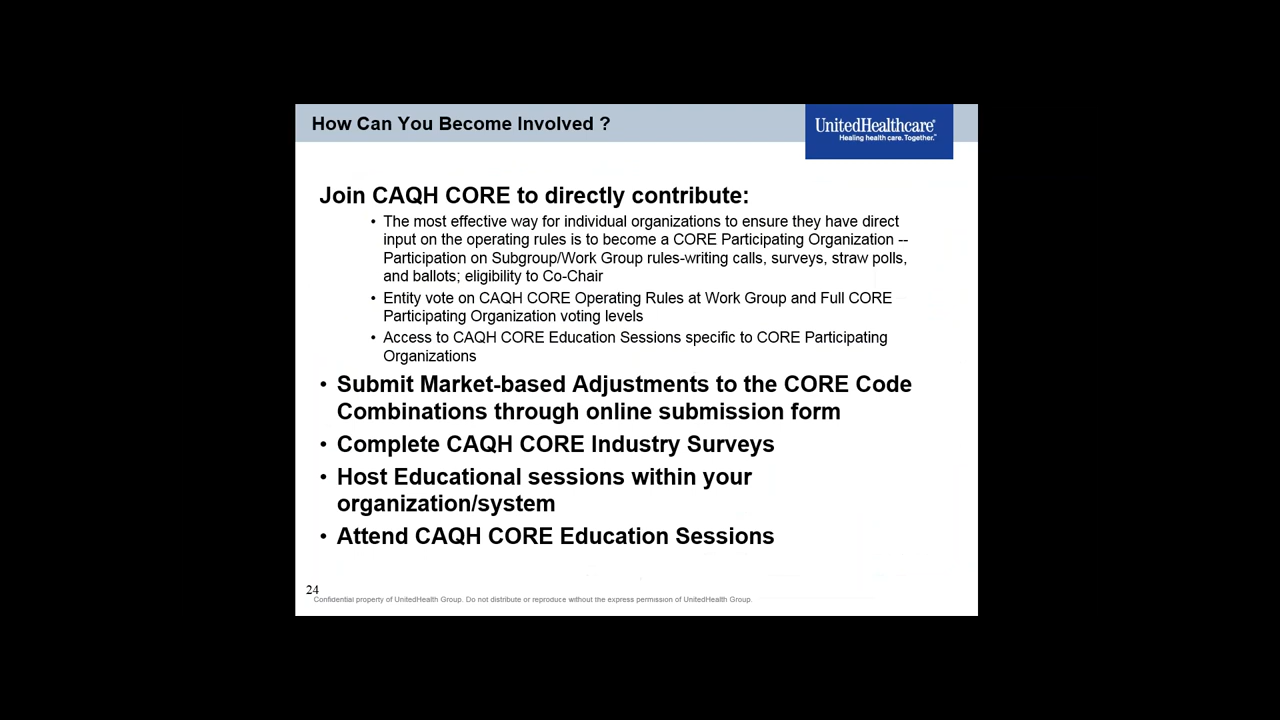 How Can You Become Involved ?
UnitedHealthcare®
Healing health care. Together.™
Join CAQH CORE to directly contribute:
• The most effective way for individual organizations to ensure they have direct
input on the operating rules is to become a CORE Participating Organization --
Participation on Subgroup/Work Group rules-writing calls, surveys, straw polls,
and ballots; eligibility to Co-Chair
• Entity vote on CAQH CORE Operating Rules at Work Group and Full CORE
Participating Organization voting levels
• Access to CAQH CORE Education Sessions specific to CORE Participating
Organizations
• Submit Market-based Adjustments to the CORE Code
Combinations through online submission form
• Complete CAQH CORE Industry Surveys
• Host Educational sessions within your
organization/system
• Attend CAQH CORE Education Sessions
24
Confidential property of UnitedHealth Group. Do not distribute or reproduce without the express permission of UnitedHealth Group.